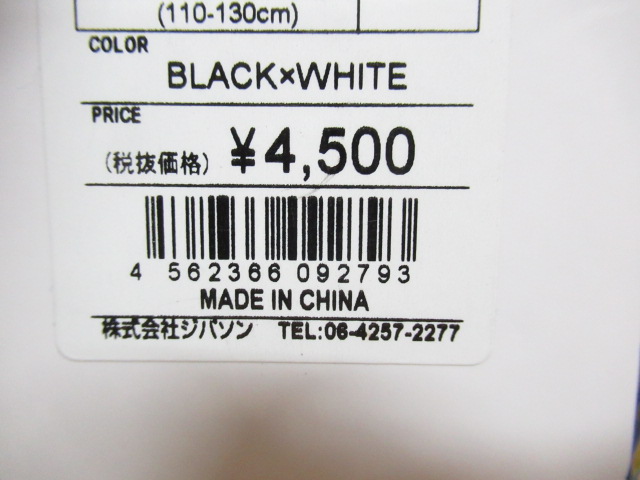 (110-130cm)
COLOR
BLACK×WHITE
PRICE
(税抜価格) ¥4,500
4 562366 092793
MADE IN CHINA
株式会社ジパソン TEL:06-4257-2277